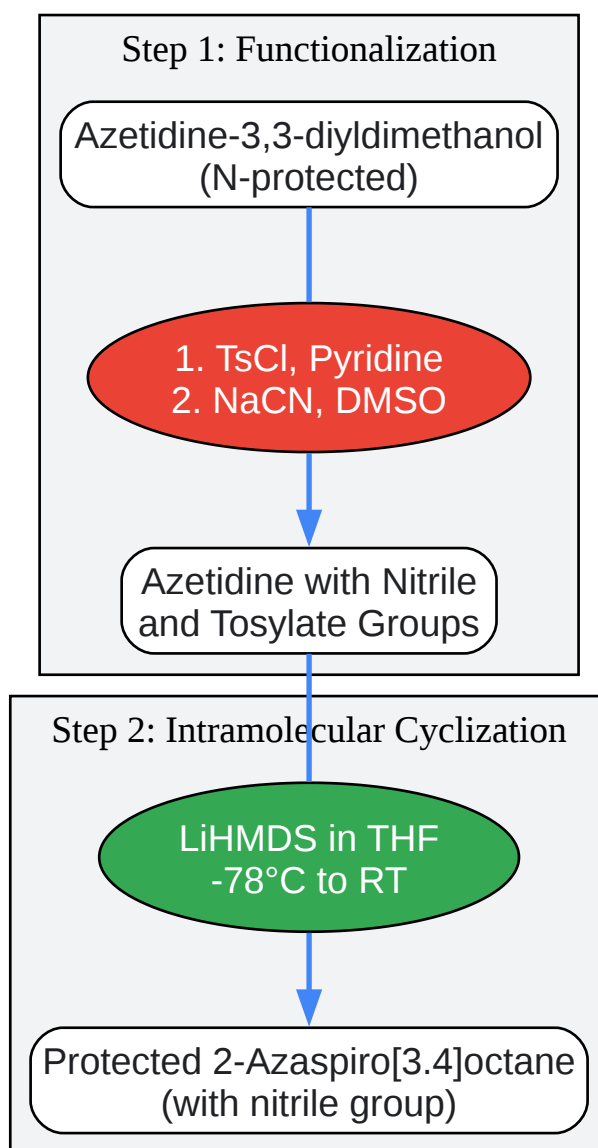 Step 1: Functionalization
Azetidine-3,3-diyldimethanol
(N-protected)
1. TsCl, Pyridine
2. NaCN, DMSO
Azetidine with Nitrile
and Tosylate Groups
Step 2: Intramolecular Cyclization
LiHMDS in THF
-78°C to RT
Protected 2-Azaspiro[3.4]octane
(with nitrile group)